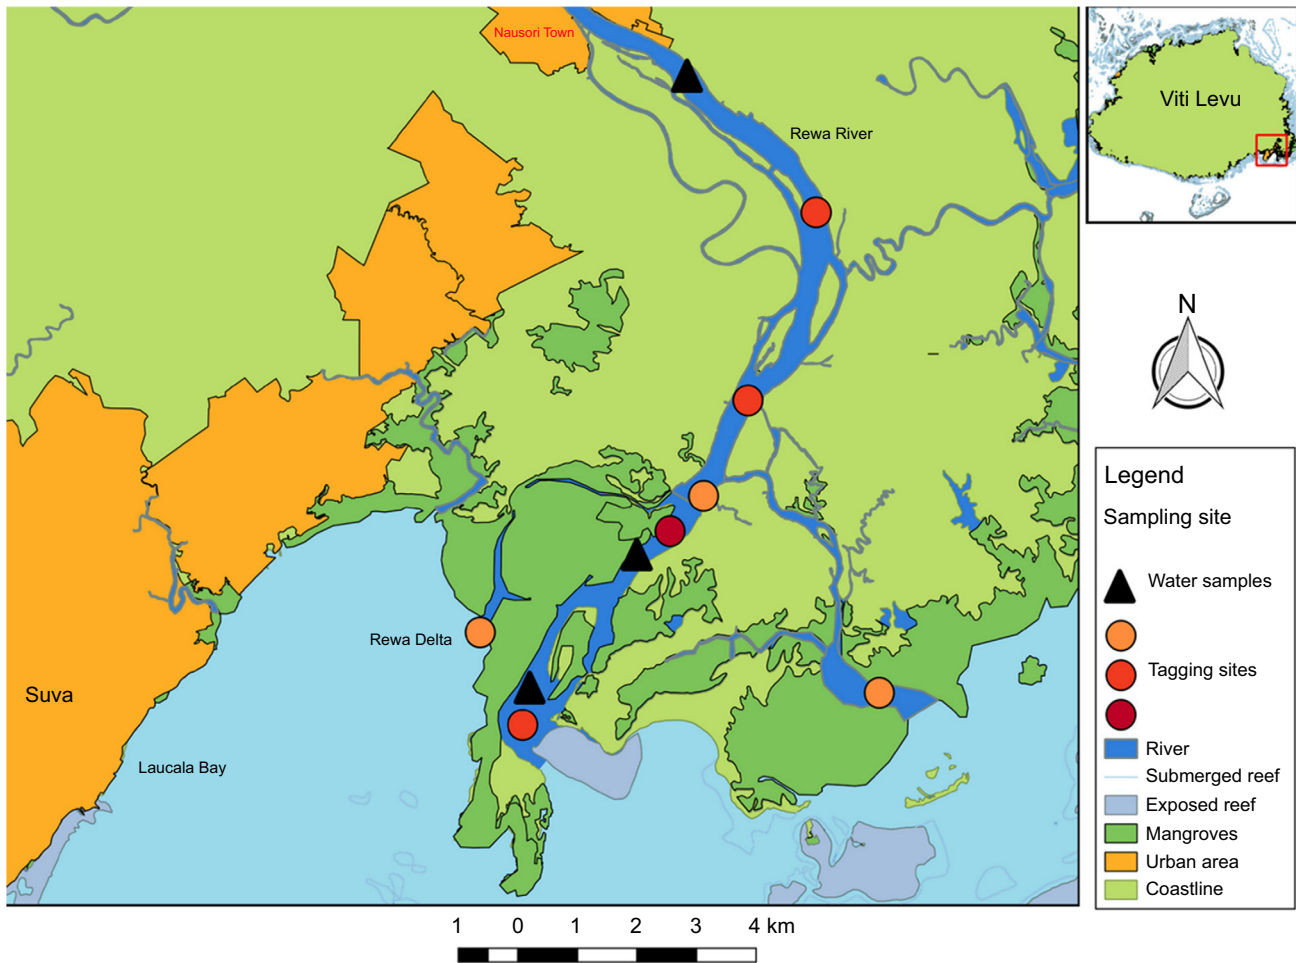 Nausori Town
Rewa River
Viti Levu
N
Rewa Delta
Suva
Laucala Bay
Legend
Sampling site
Water samples
Tagging sites
River
Submerged reef
Exposed reef
Mangroves
Urban area
Coastline
1 0 1 2 3 4 km